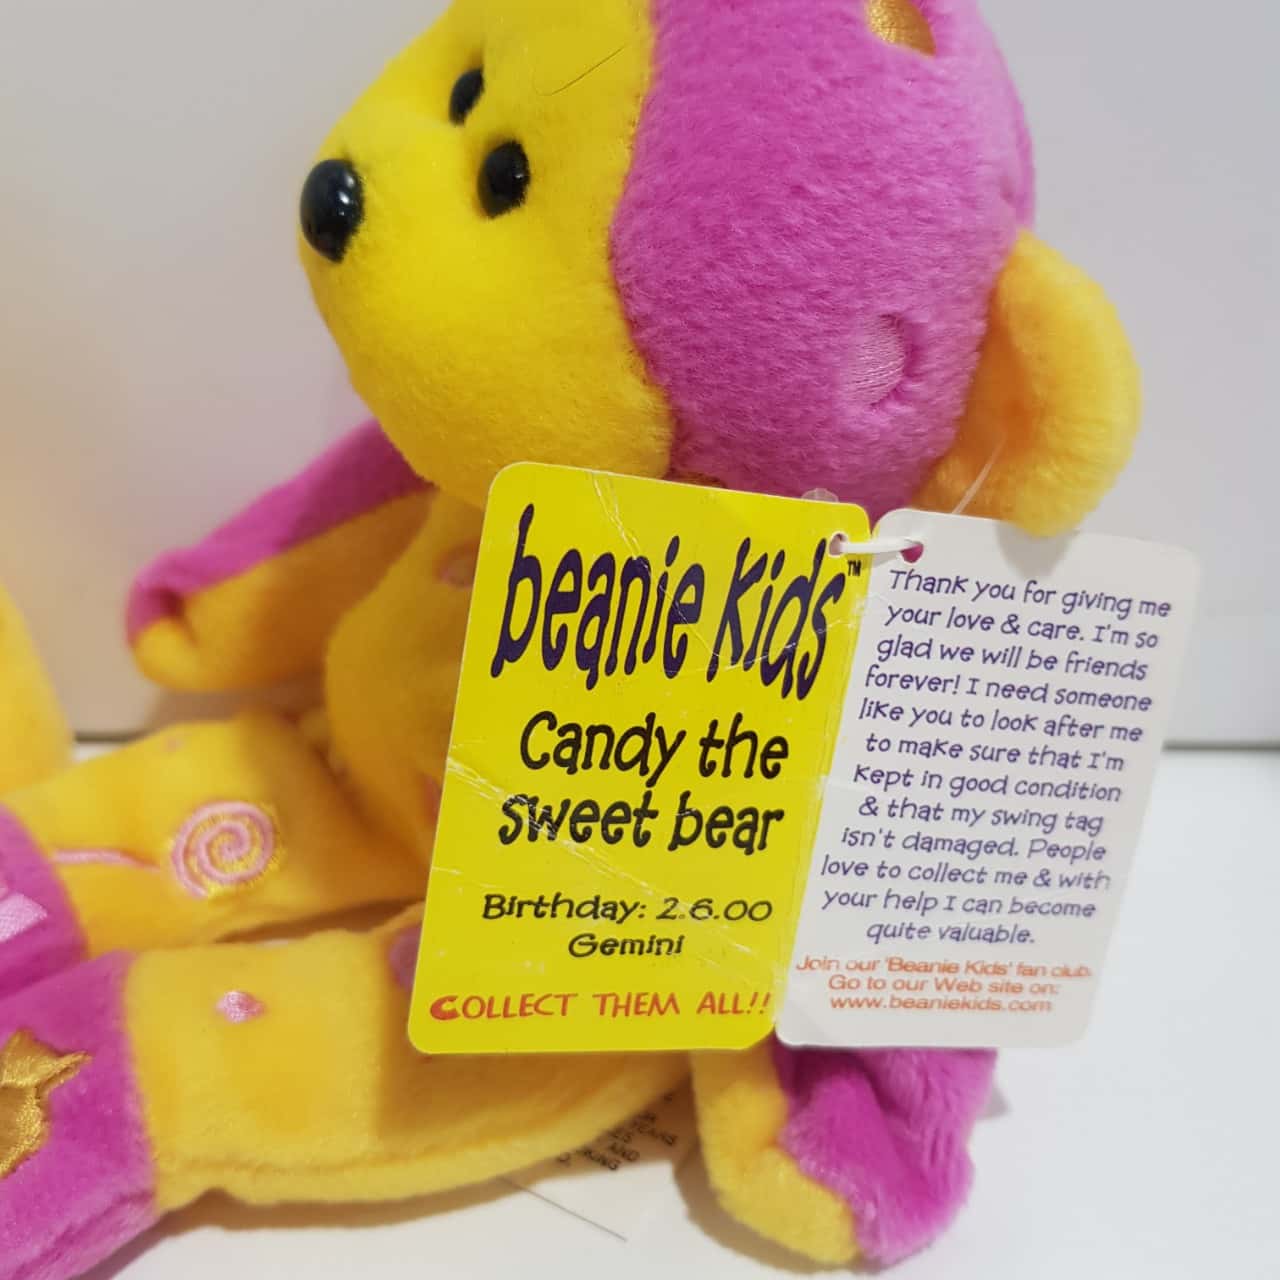 beanie kids™
Candy the
sweet bear
Birthday: 2.6.00
Gemini
COLLECT THEM ALL!!
Thank you for giving me
your love & care. I'm so
glad we will be friends
forever! I need someone
like you to look after me
to make sure that I'm
kept in good condition
& that my swing tag
isn't damaged. People
love to collect me & with
your help I can become
quite valuable.
Join our 'Beanie Kids' fan club.
Go to our Web site on:
www.beaniekids.com
YEARS
AND